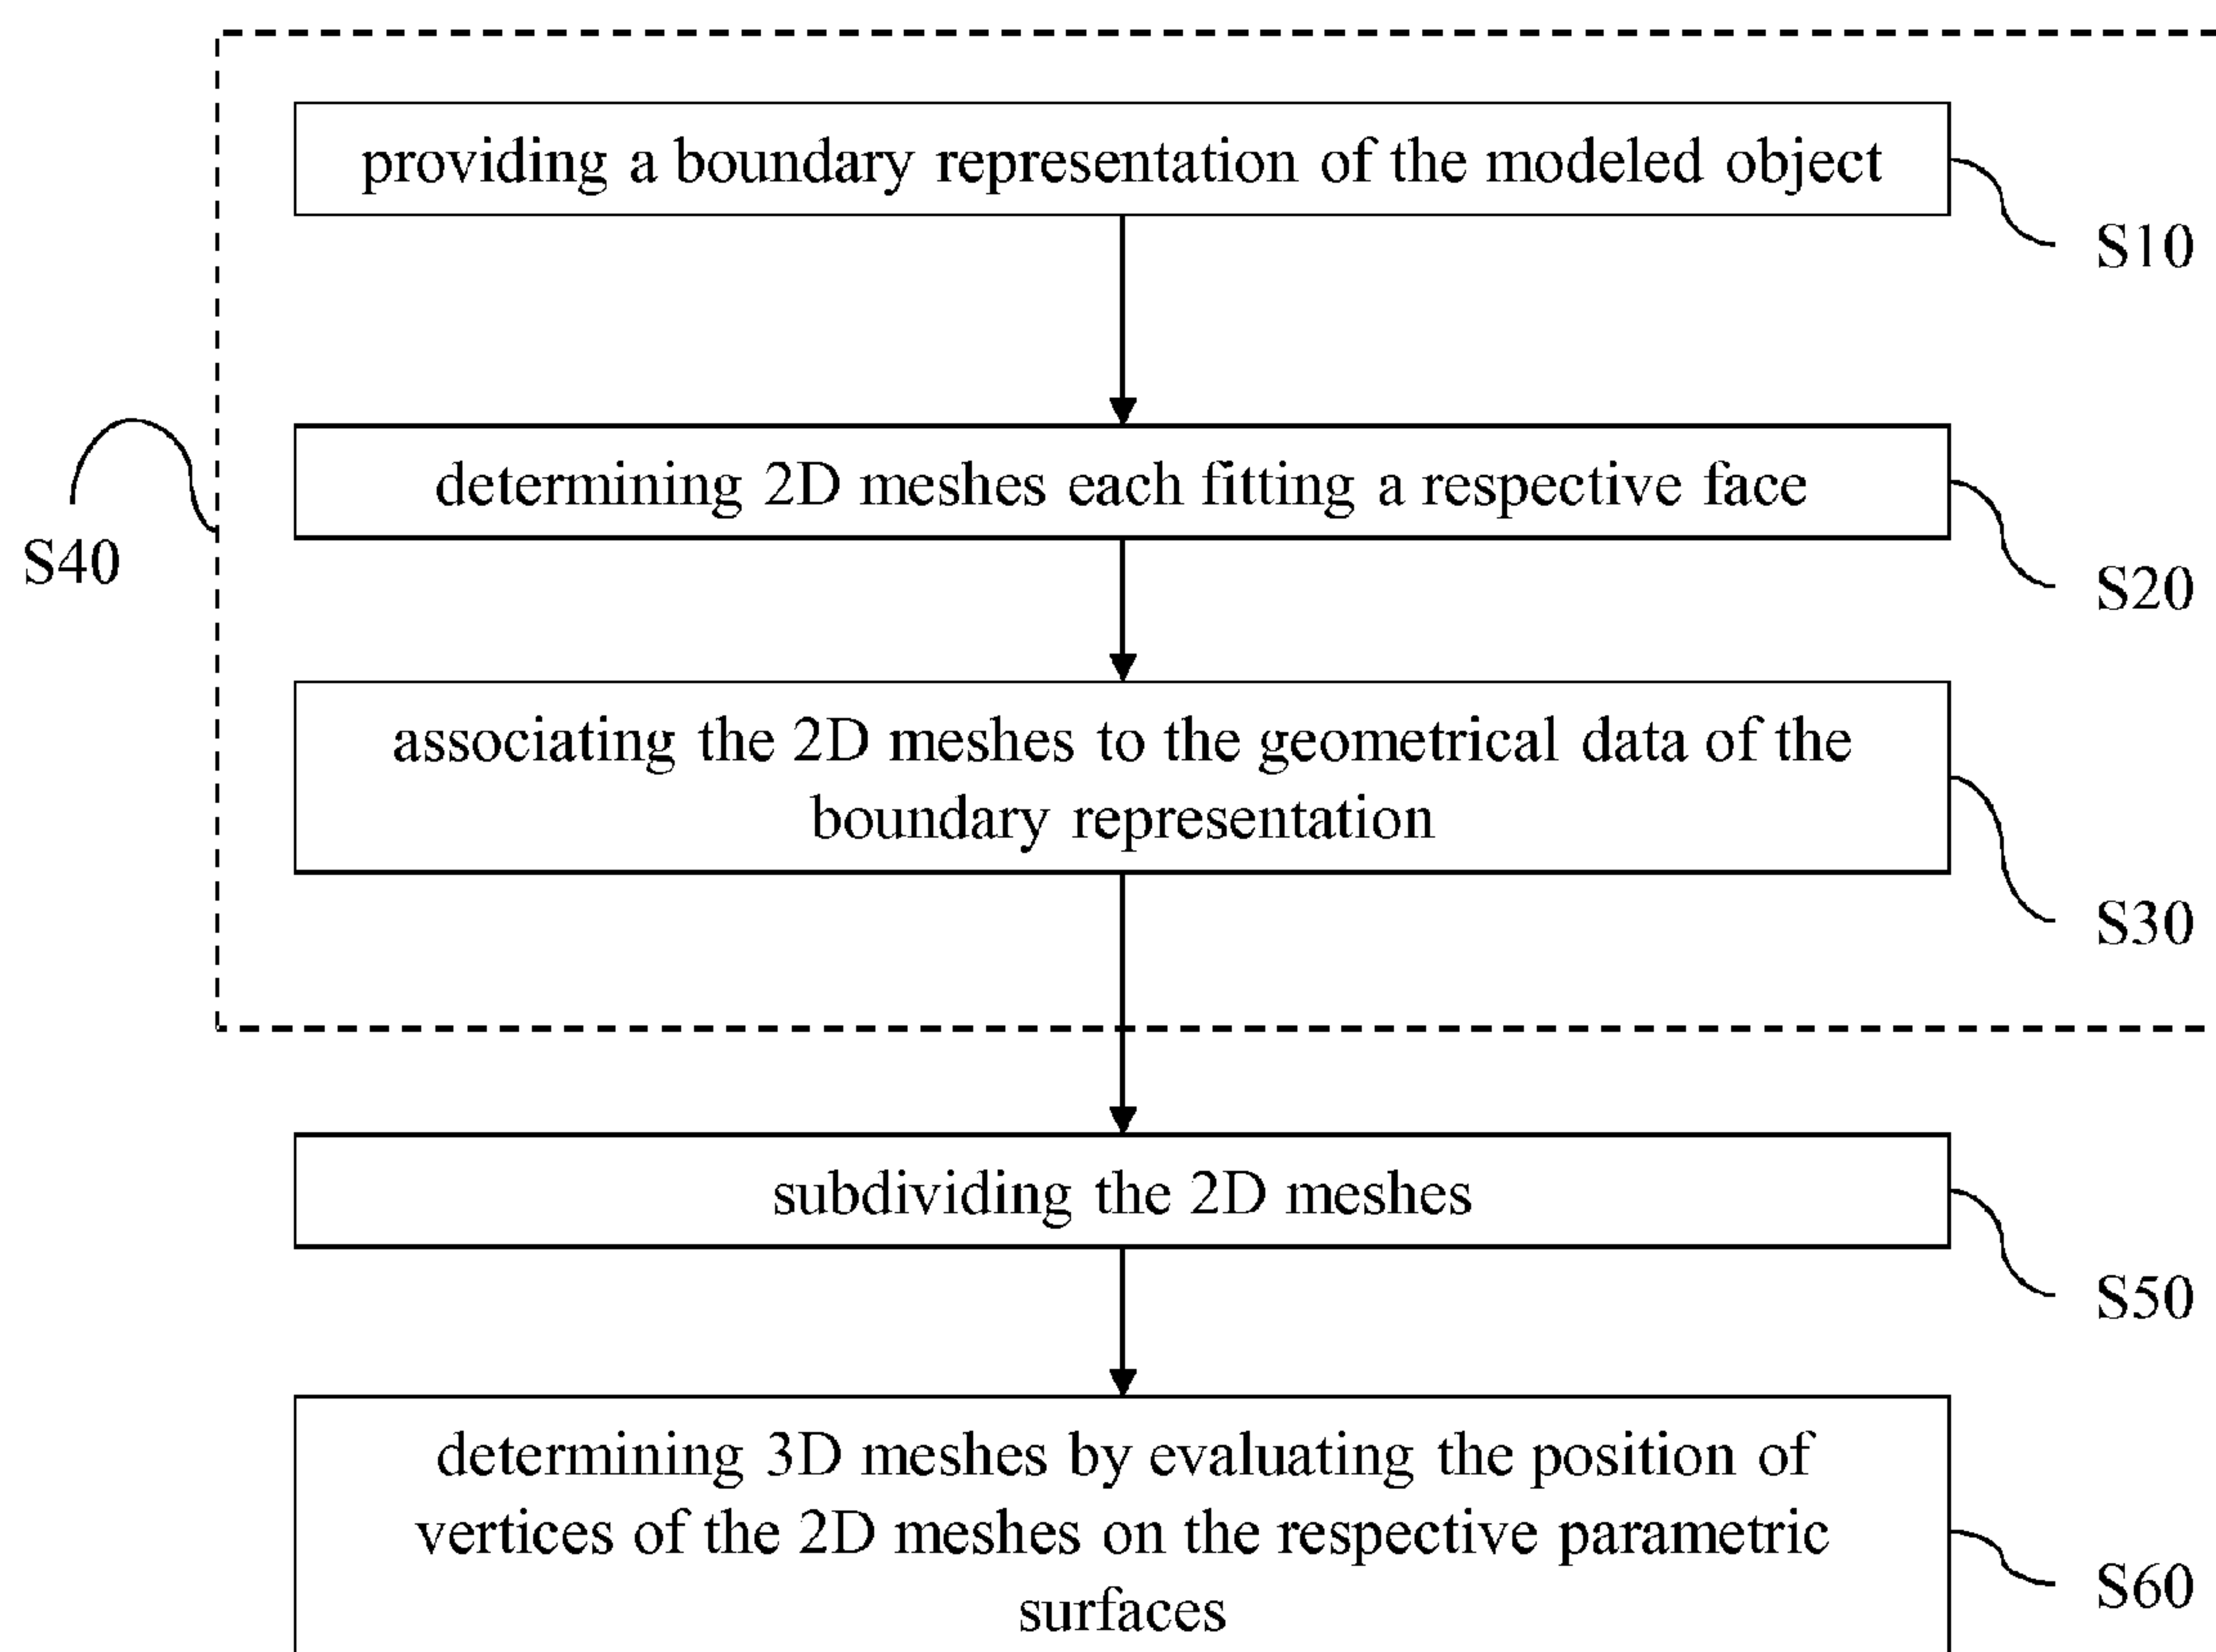 providing a boundary representation of the modeled object
S10
determining 2D meshes each fitting a respective face
S40
S20
associating the 2D meshes to the geometrical data of the
boundary representation
S30
subdividing the 2D meshes
S50
determining 3D meshes by evaluating the position of
vertices of the 2D meshes on the respective parametric
surfaces
S60